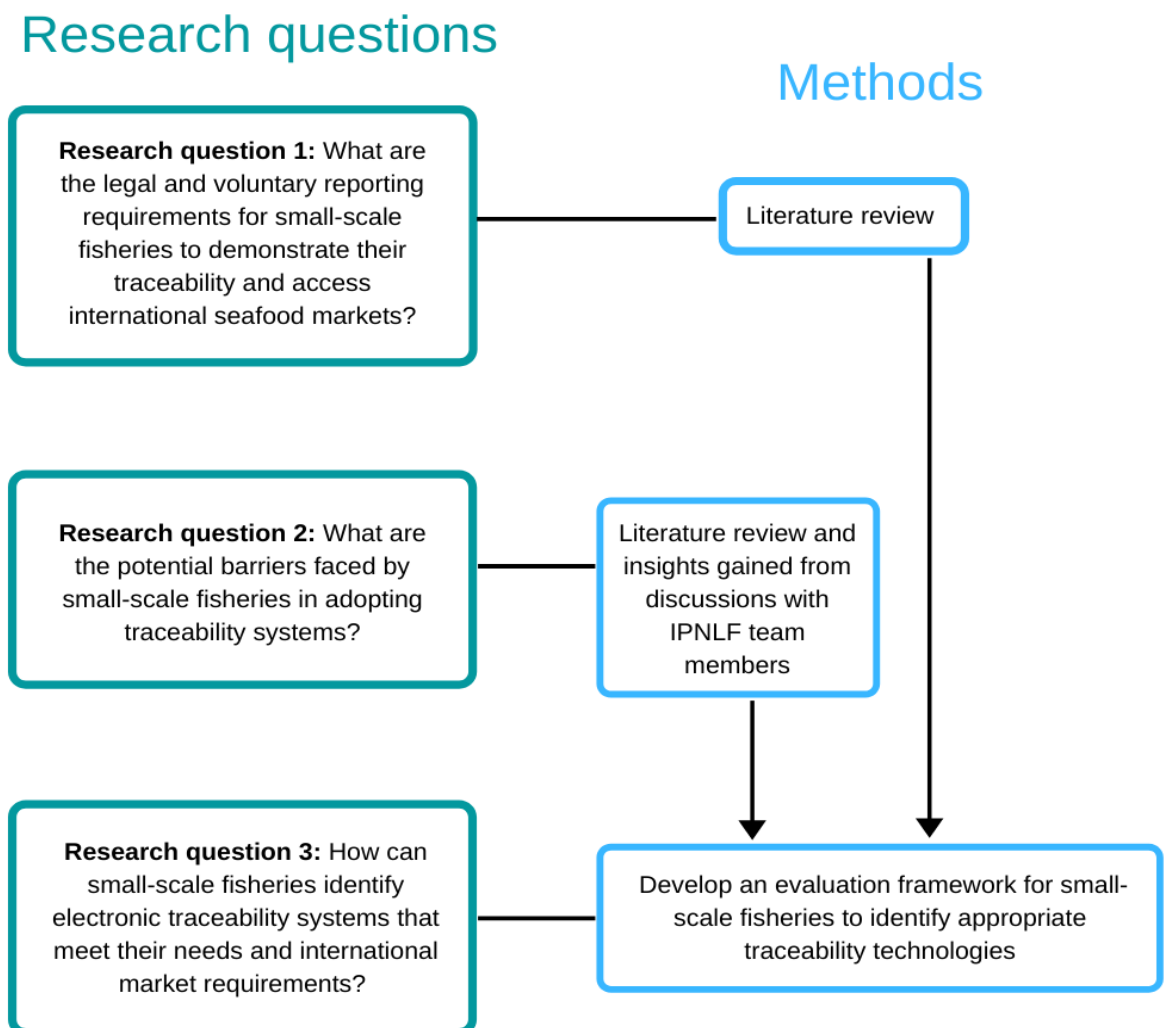 Research questions
Methods
Research question 1: What are
the legal and voluntary reporting
requirements for small-scale
fisheries to demonstrate their
traceability and access
international seafood markets?
Literature review
Research question 2: What are
the potential barriers faced by
small-scale fisheries in adopting
traceability systems?
Literature review and
insights gained from
discussions with
IPNLF team
members
Research question 3: How can
small-scale fisheries identify
electronic traceability systems that
meet their needs and international
market requirements?
Develop an evaluation framework for small-
scale fisheries to identify appropriate
traceability technologies